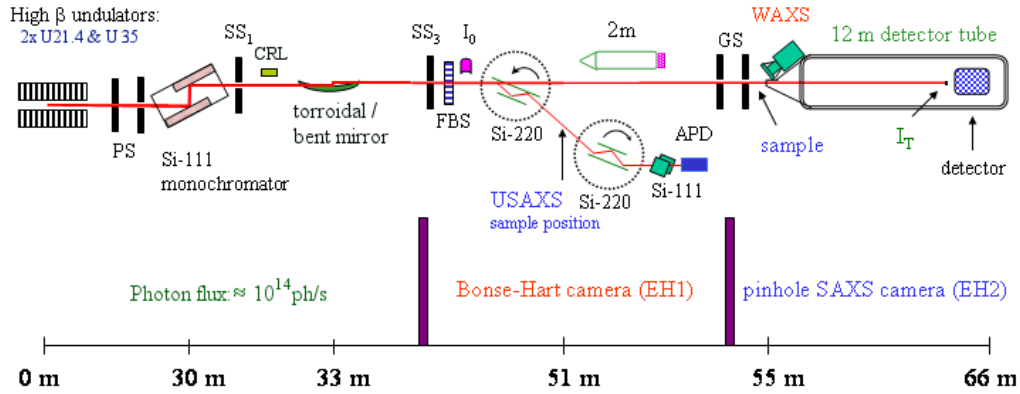 High β undulators:
2x U21.4 & U 35
PS
Si-111
monochromator
SS1
CRL
torroidal /
bent mirror
SS3
I0
FBS
Si-220
2m
USAXS
sample position
Si-220
APD
Si-111
GS
WAXS
12 m detector tube
sample
IT
detector
Photon flux: ≈ 10^14 ph/s
Bonse-Hart camera (EH1)
pinhole SAXS camera (EH2)
0 m
30 m
33 m
51 m
55 m
66 m